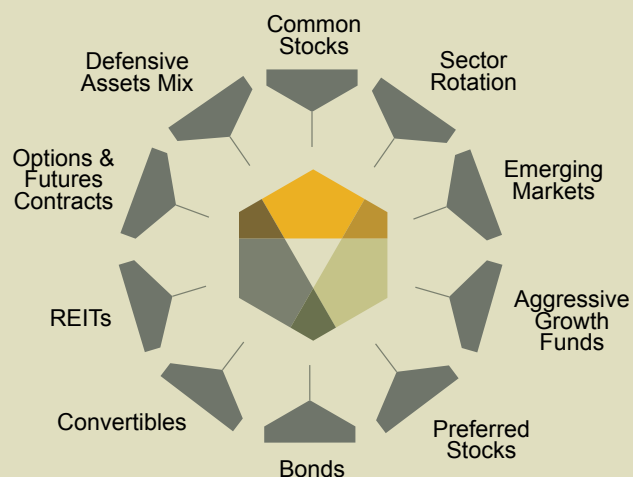 Common
Stocks
Sector
Rotation
Emerging
Markets
Aggressive
Growth
Funds
Preferred
Stocks
Bonds
Convertibles
REITs
Options &
Futures
Contracts
Defensive
Assets Mix